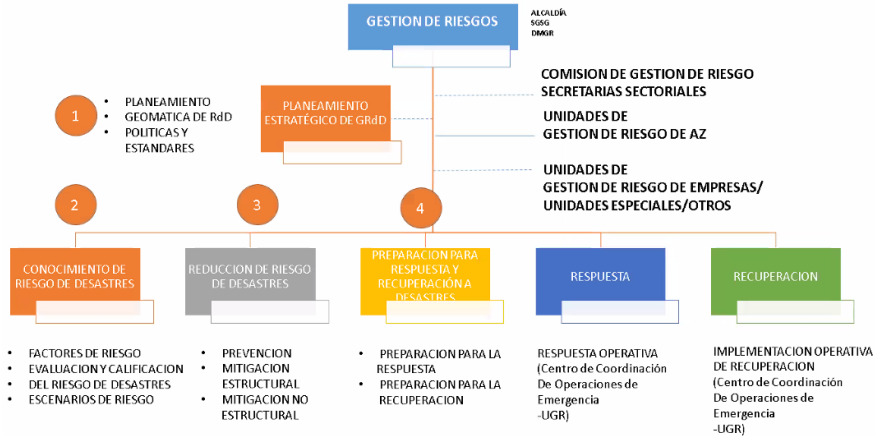 GESTION DE RIESGOS
ALCALDÍA
SGSG
DMGR
COMISION DE GESTION DE RIESGO
SECRETARIAS SECTORIALES
1
• PLANEAMIENTO
• GEOMATICA DE RdD
• POLITICAS Y
ESTANDARES
PLANEAMIENTO
ESTRATÉGICO DE GRdD
UNIDADES DE
GESTION DE RIESGO DE AZ
UNIDADES DE
GESTION DE RIESGO DE EMPRESAS/
UNIDADES ESPECIALES/OTROS
2
3
4
CONOCIMIENTO DE
RIESGO DE DESASTRES
REDUCCION DE RIESGO
DE DESASTRES
PREPARACION PARA
RESPUESTA Y
RECUPERACIÓN A
DESASTRES
RESPUESTA
RECUPERACION
• FACTORES DE RIESGO
• EVALUACION Y CALIFICACION
• DEL RIESGO DE DESASTRES
• ESCENARIOS DE RIESGO
• PREVENCION
• MITIGACION
ESTRUCTURAL
• MITIGACION NO
ESTRUCTURAL
• PREPARACION PARA LA
RESPUESTA
• PREPARACION PARA LA
RECUPERACION
RESPUESTA OPERATIVA
(Centro de Coordinación
De Operaciones de
Emergencia
-UGR)
IMPLEMENTACION OPERATIVA
DE RECUPERACION
(Centro de Coordinación
De Operaciones de
Emergencia
-UGR)